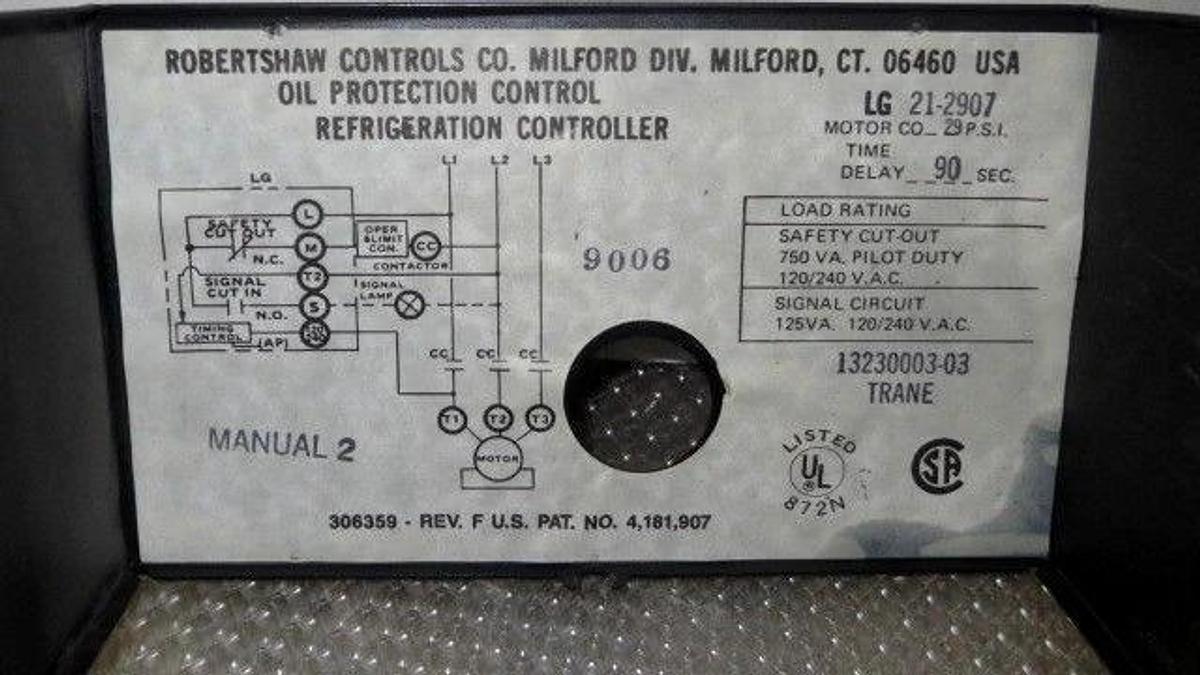 ROBERTSHAW CONTROLS CO. MILFORD DIV. MILFORD, CT. 06460 USA
OIL PROTECTION CONTROL
REFRIGERATION CONTROLLER
LG 21-2907
MOTOR CO_ 29 P.S.I.
TIME
DELAY__90_SEC.
LOAD RATING
SAFETY CUT-OUT
750 VA. PILOT DUTY
120/240 V.A.C.
SIGNAL CIRCUIT
125VA. 120/240 V.A.C.
13230003-03
TRANE
L1 L2 L3
LG
L
SAFETY
CUT OUT
N.C.
M
OPER
&LIMIT
CON.
CC
CONTACTOR
T2
SIGNAL
CUT IN
N.O.
S
SIGNAL
LAMP
TIMING
CONTROL
(AP)
CC CC CC
T1 T2 T3
MOTOR
9006
MANUAL 2
LISTED
UL
®
872N
SA
306359 - REV. F U.S. PAT. NO. 4,181,907